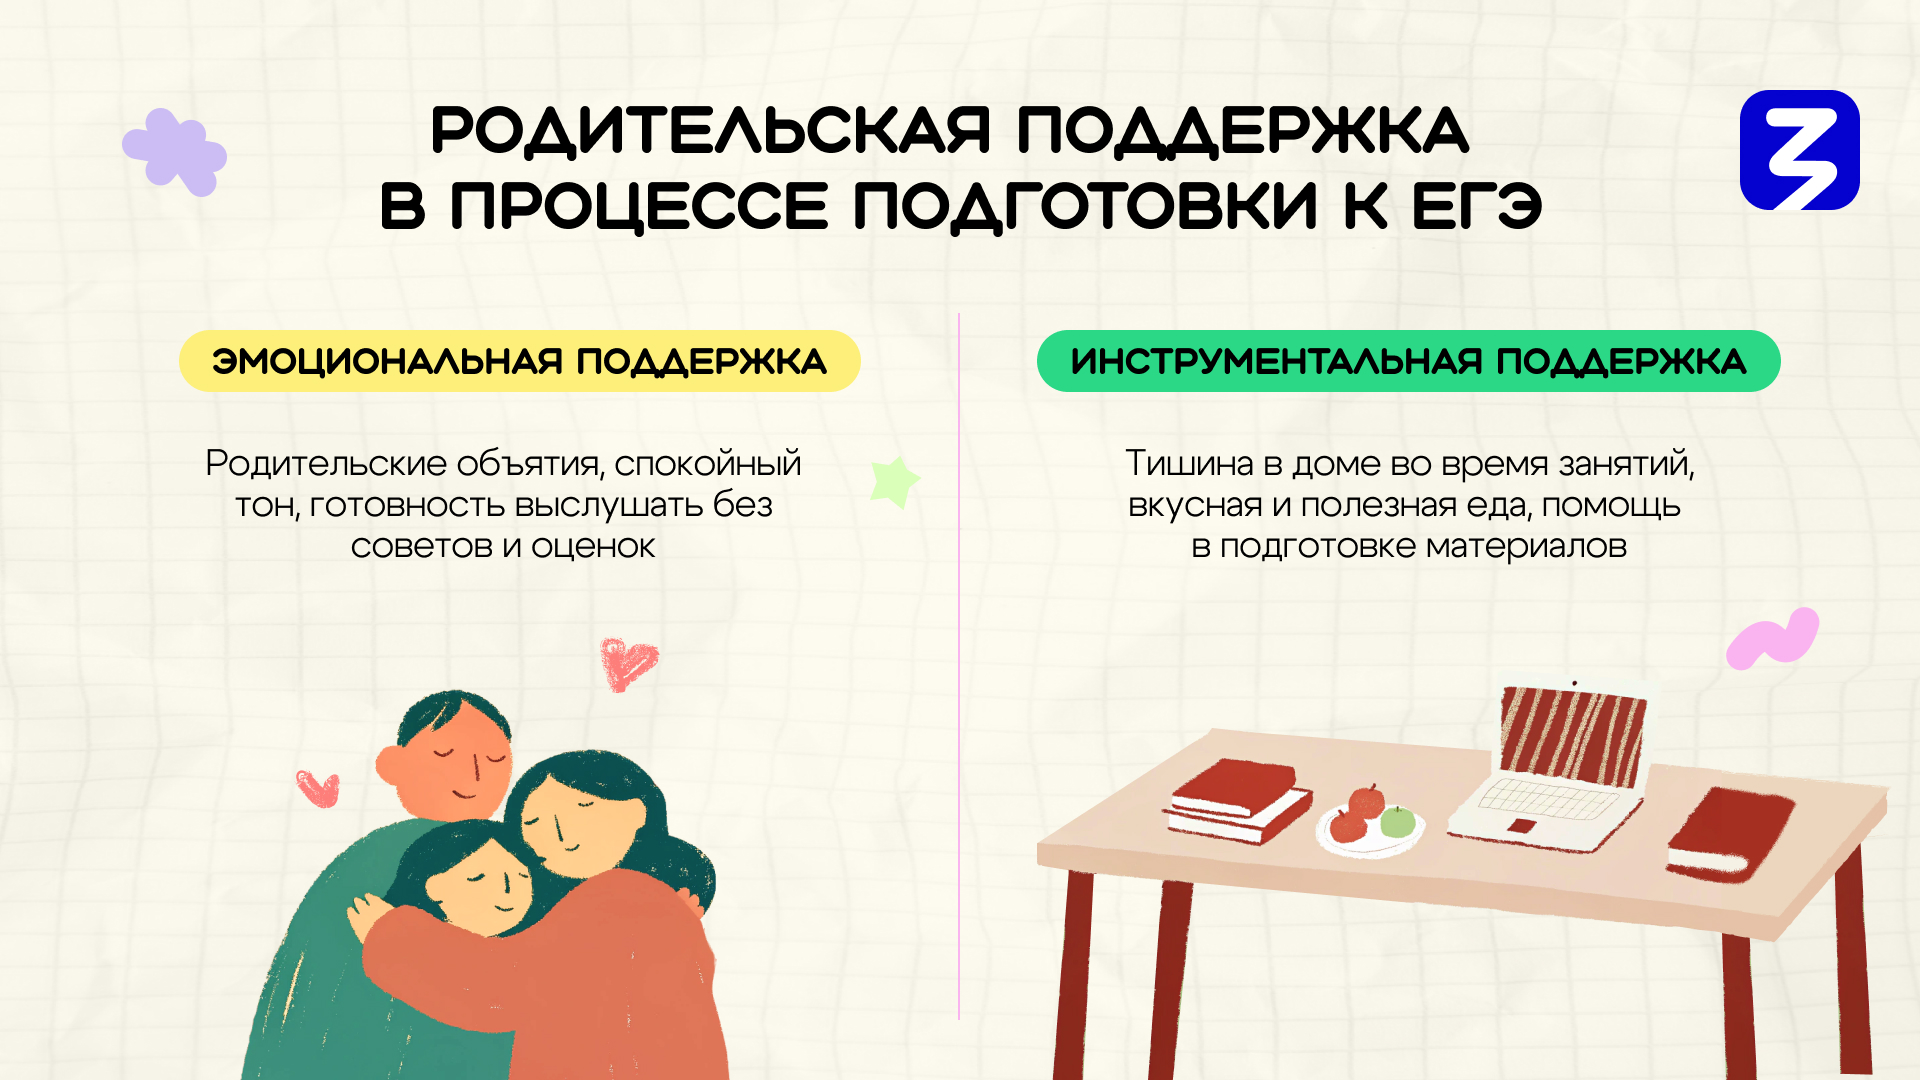 РОДИТЕЛЬСКАЯ ПОДДЕРЖКА
В ПРОЦЕССЕ ПОДГОТОВКИ К ЕГЭ
ЭМОЦИОНАЛЬНАЯ ПОДДЕРЖКА
Родительские объятия, спокойный
тон, готовность выслушать без
советов и оценок
ИНСТРУМЕНТАЛЬНАЯ ПОДДЕРЖКА
Тишина в доме во время занятий,
вкусная и полезная еда, помощь
в подготовке материалов